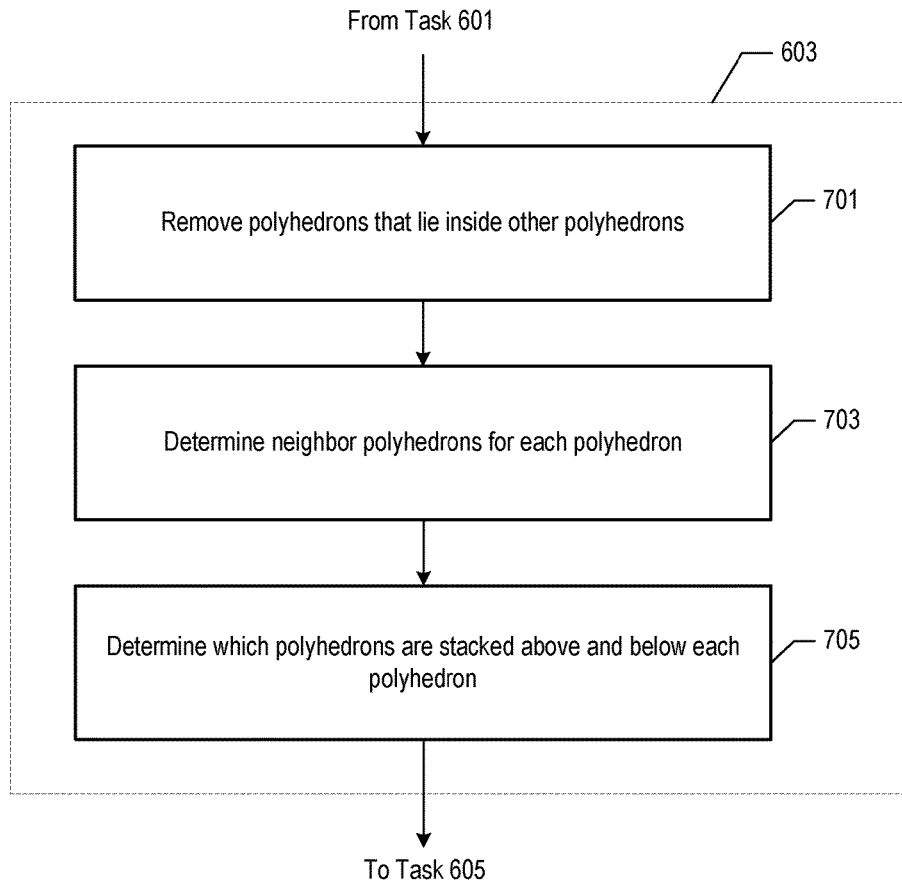 From Task 601
603
Remove polyhedrons that lie inside other polyhedrons
701
Determine neighbor polyhedrons for each polyhedron
703
Determine which polyhedrons are stacked above and below each
polyhedron
705
To Task 605